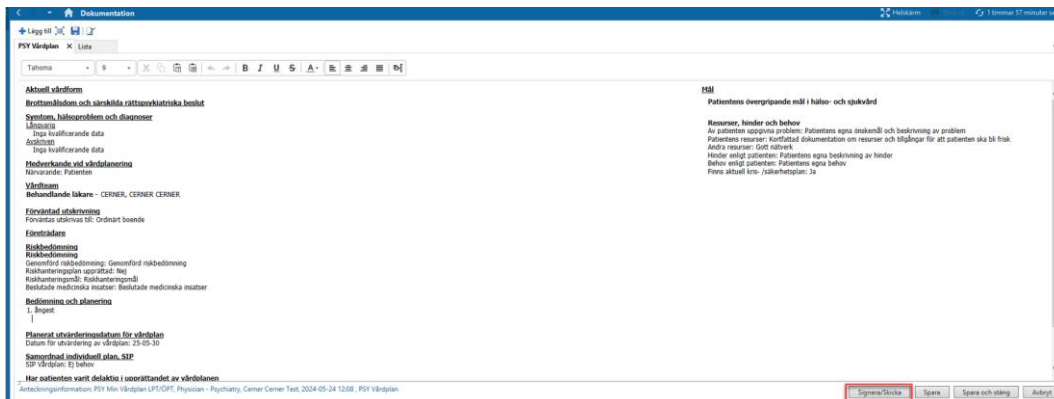 Dokumentation
Helskärm
1 timmar 57 minuter
Lägg till
PSY Vårdplan
Lista
Tahoma 9
B I U S A
Aktuell vårdform
Brottsmålsdom och särskilda rättspsykiatriska beslut
Symtom, hälsoproblem och diagnoser
Långvarig
Inga kvalificerande data
Avskriven
Inga kvalificerande data
Medverkande vid vårdplanering
Närvarande: Patienten
Vårdteam
Behandlande läkare - CERNER, CERNER CERNER
Förväntad utskrivning
Förväntas utskrivas till: Ordinärt boende
Företrädare
Riskbedömning
Riskbedömning
Genomförd riskbedömning: Genomförd riskbedömning
Riskhanteringsplan upprättad: Nej
Riskhanteringsmål: Riskhanteringsmål
Beslutade medicinska insatser: Beslutade medicinska insatser
Bedömning och planering
1. ångest
Planerat utvärderingsdatum för vårdplan
Datum för utvärdering av vårdplan: 25-05-30
Samordnad individuell plan, SIP
SIP Vårdplan: Ej behov
Har patienten varit delaktig i upprättandet av vårdplanen
Mål
Patientens övergripande mål i hälso- och sjukvård
Resurser, hinder och behov
Av patienten uppgivna problem: Patientens egna önskemål och beskrivning av problem
Patientens resurser: Kortfattad dokumentation om resurser och tillgångar för att patienten ska bli frisk
Andra resurser: Gott nätverk
Hinder enligt patienten: Patientens egna beskrivning av hinder
Behov enligt patienten: Patientens egna behov
Finns aktuell kris- /säkerhetsplan: Ja
Anteckningsinformation: PSY Min Vårdplan LPT/ÖPT, Physician - Psychiatry, Cerner Cerner Test, 2024-05-24 12:08 , PSY Vårdplan
Signera/Skicka
Spara
Spara och stäng
Avbryt